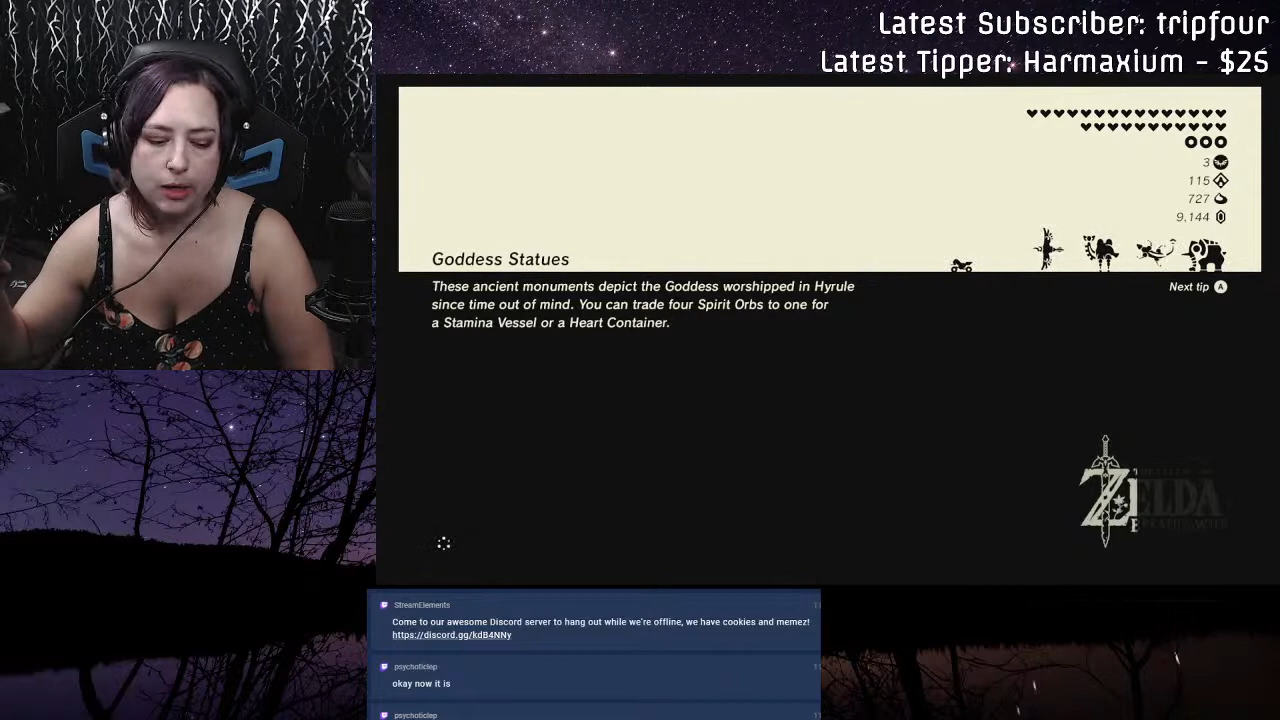 Latest Subscriber: tripfour
Latest Tipper: Harmaxium - $25
3
115
727
9,144
Goddess Statues
These ancient monuments depict the Goddess worshipped in Hyrule
since time out of mind. You can trade four Spirit Orbs to one for
a Stamina Vessel or a Heart Container.
Next tip A
ZELDA
StreamElements
Come to our awesome Discord server to hang out while we're offline, we have cookies and memez!
https://discord.gg/kdB4NNy
psychoticlep
okay now it is
psychoticlep